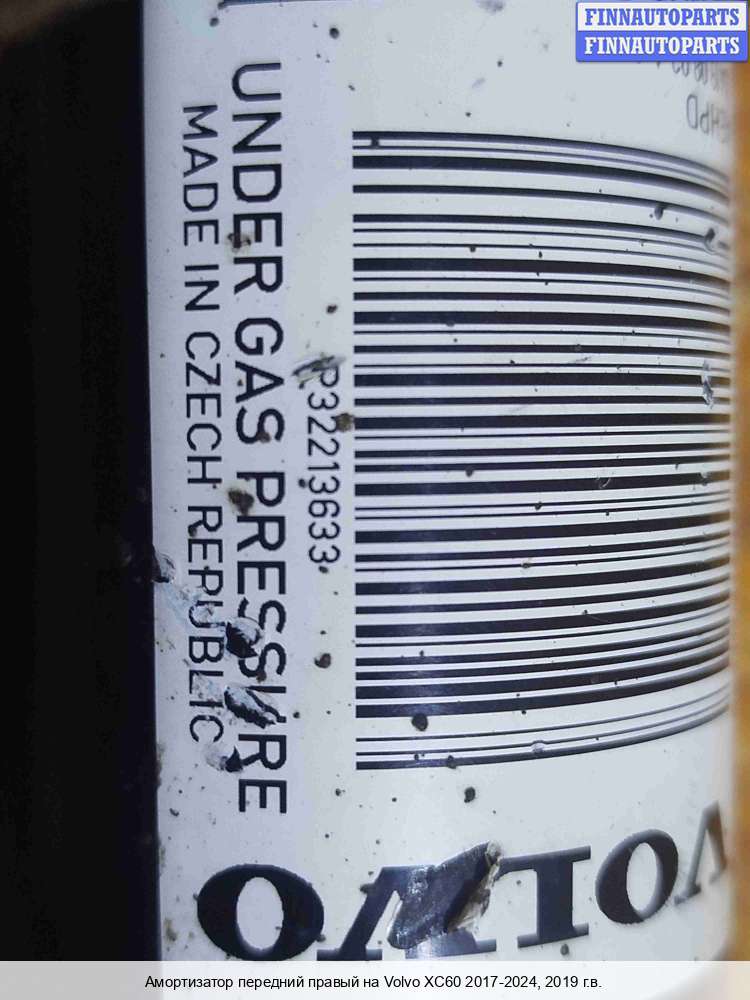 FINNAUTOPARTS
FINNAUTOPARTS
P32213633
UNDER GAS PRESSURE
MADE IN CZECH REPUBLIC
VOLVO
Амортизатор передний правый на Volvo XC60 2017-2024, 2019 г.в.